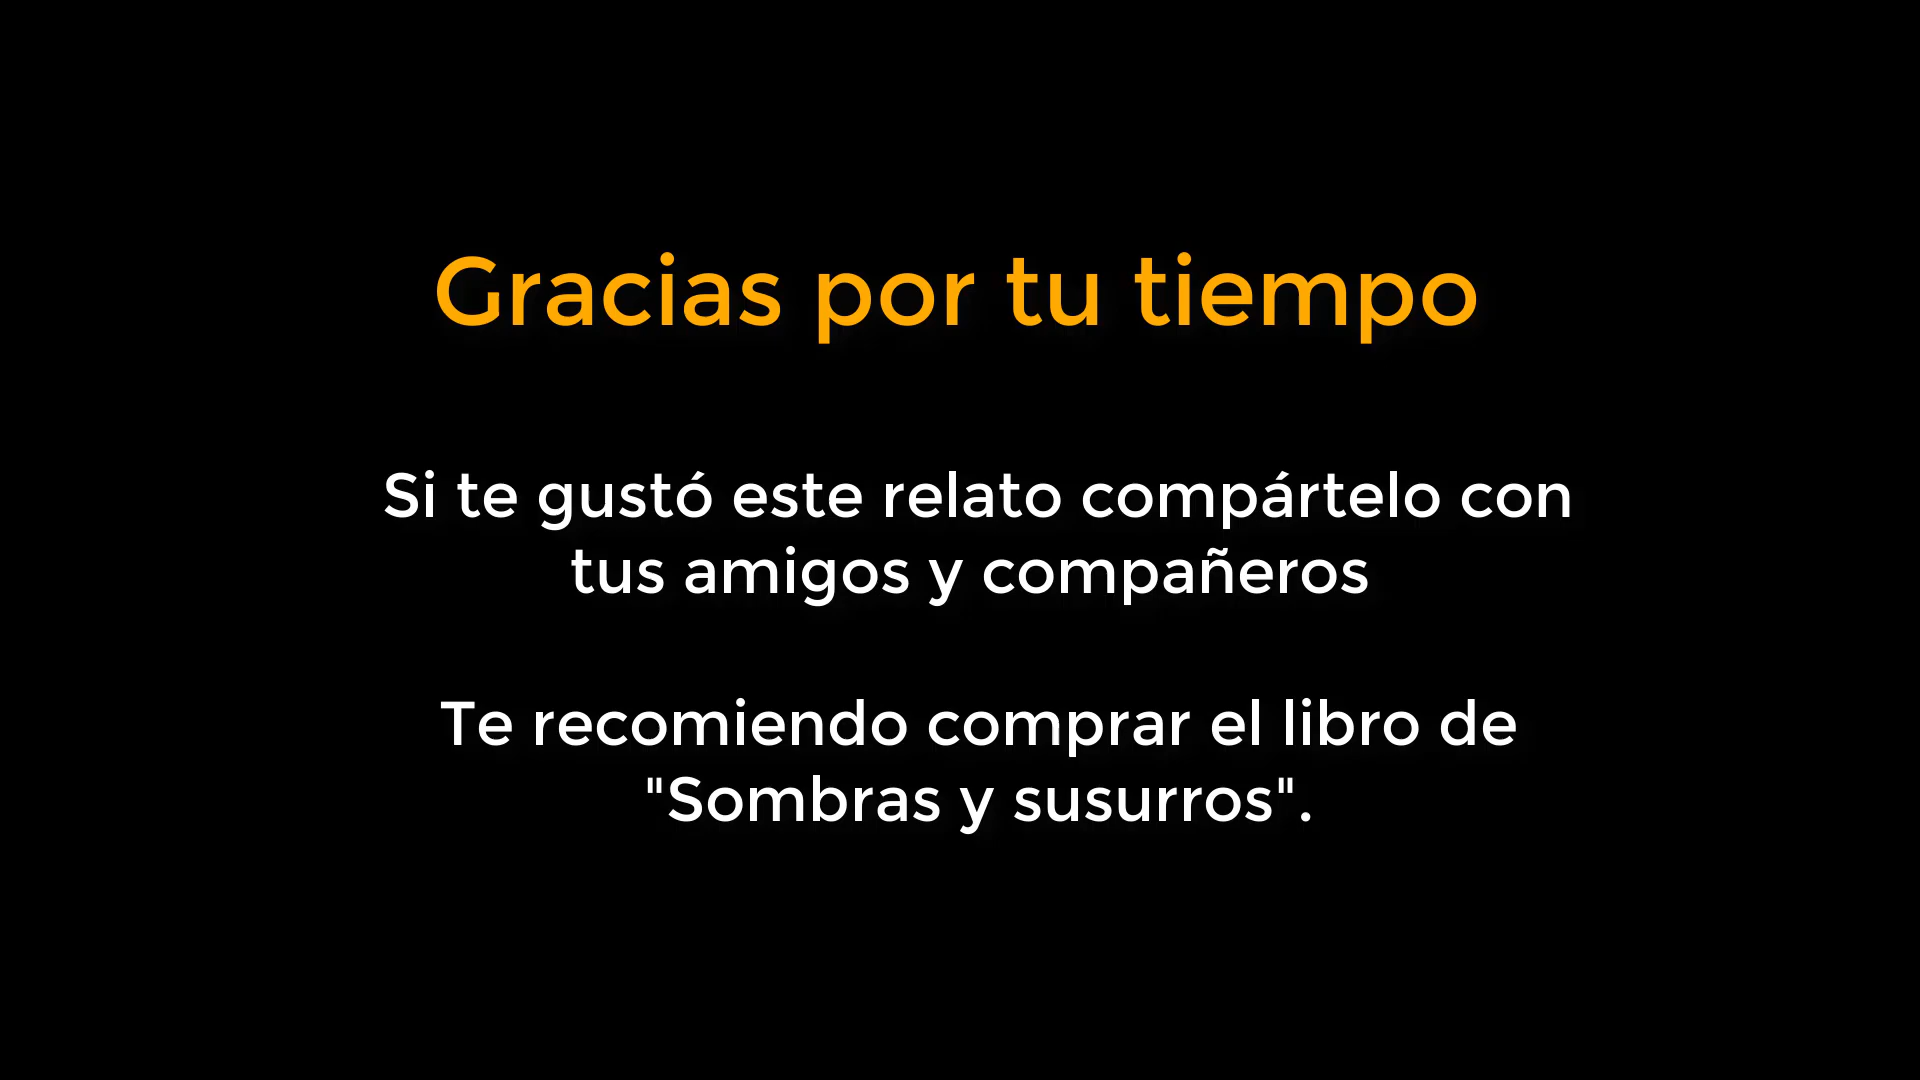 Gracias por tu tiempo
Si te gustó este relato compártelo con
tus amigos y compañeros
Te recomiendo comprar el libro de
"Sombras y susurros".